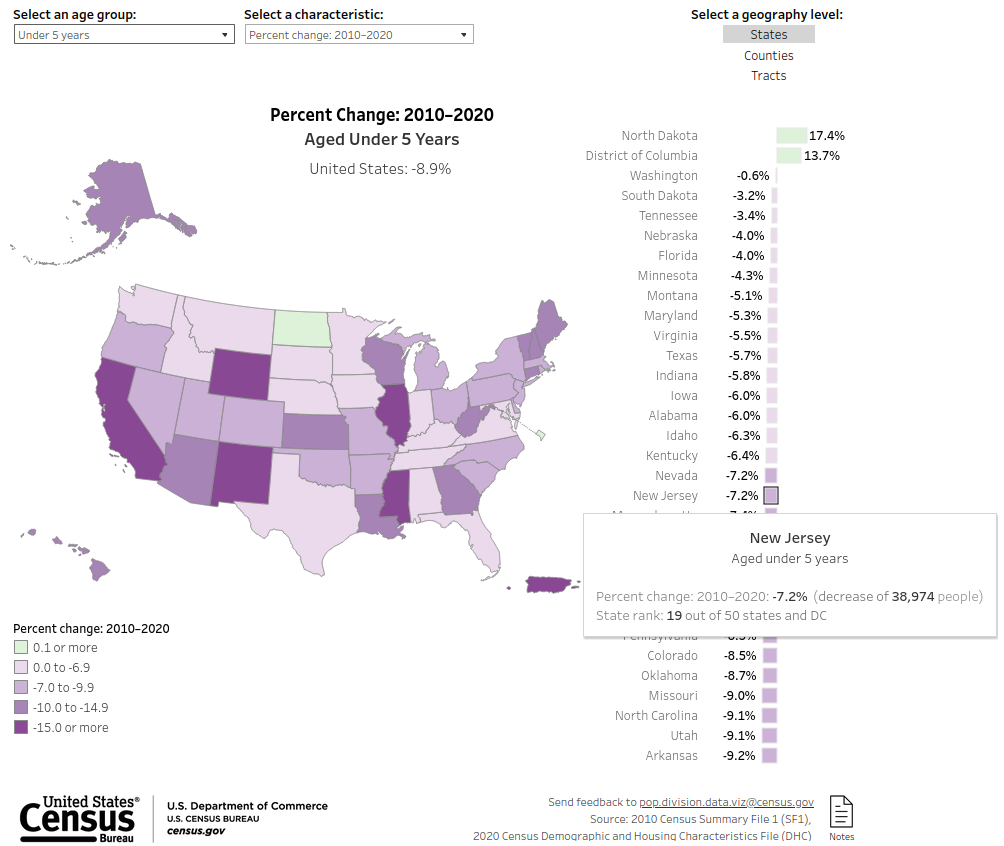 Select an age group:
Select a characteristic:
Select a geography level:
Under 5 years
Percent change: 2010–2020
States
Counties
Tracts
Percent Change: 2010–2020
Aged Under 5 Years
United States: -8.9%
North Dakota 17.4%
District of Columbia 13.7%
Washington -0.6%
South Dakota -3.2%
Tennessee -3.4%
Nebraska -4.0%
Florida -4.0%
Minnesota -4.3%
Montana -5.1%
Maryland -5.3%
Virginia -5.5%
Texas -5.7%
Indiana -5.8%
Iowa -6.0%
Alabama -6.0%
Idaho -6.3%
Kentucky -6.4%
Nevada -7.2%
New Jersey -7.2%
New Jersey
Aged under 5 years
Percent change: 2010–2020: -7.2% (decrease of 38,974 people)
State rank: 19 out of 50 states and DC
Pennsylvania
Colorado -8.5%
Oklahoma -8.7%
Missouri -9.0%
North Carolina -9.1%
Utah -9.1%
Arkansas -9.2%
Percent change: 2010–2020
0.1 or more
0.0 to -6.9
-7.0 to -9.9
-10.0 to -14.9
-15.0 or more
United States®
Census
Bureau
U.S. Department of Commerce
U.S. CENSUS BUREAU
census.gov
Send feedback to pop.division.data.viz@census.gov
Source: 2010 Census Summary File 1 (SF1),
2020 Census Demographic and Housing Characteristics File (DHC)
Notes